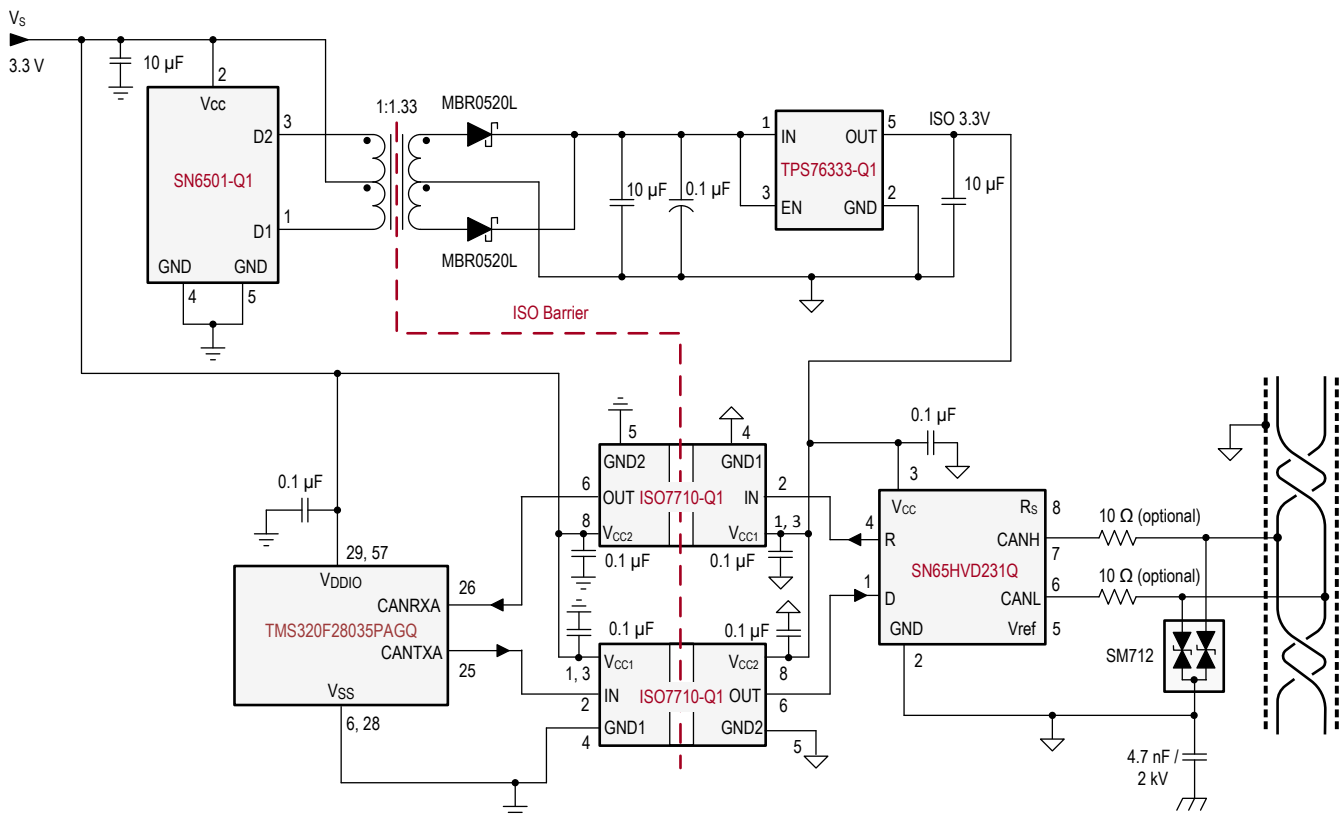 VS
3.3 V
10 µF
2
Vcc
D2
3
SN6501-Q1
D1
1
GND
GND
4
5
1:1.33
MBR0520L
MBR0520L
10 µF
0.1 µF
1
IN
OUT
5
TPS76333-Q1
3
EN
GND
2
ISO 3.3V
10 µF
ISO Barrier
5
4
GND2
GND1
6
OUT
ISO7710-Q1
IN
2
8
VCC2
VCC1
1, 3
0.1 µF
0.1 µF
0.1 µF
29, 57
VDDIO
CANRXA
26
TMS320F28035PAGQ
CANTXA
25
VSS
6, 28
0.1 µF
0.1 µF
1, 3
VCC1
VCC2
8
2
IN
ISO7710-Q1
OUT
6
4
GND1
GND2
5
0.1 µF
3
VCC
RS
8
4
R
CANH
7
SN65HVD231Q
1
D
CANL
6
GND
Vref
5
2
10 Ω (optional)
10 Ω (optional)
SM712
4.7 nF /
2 kV